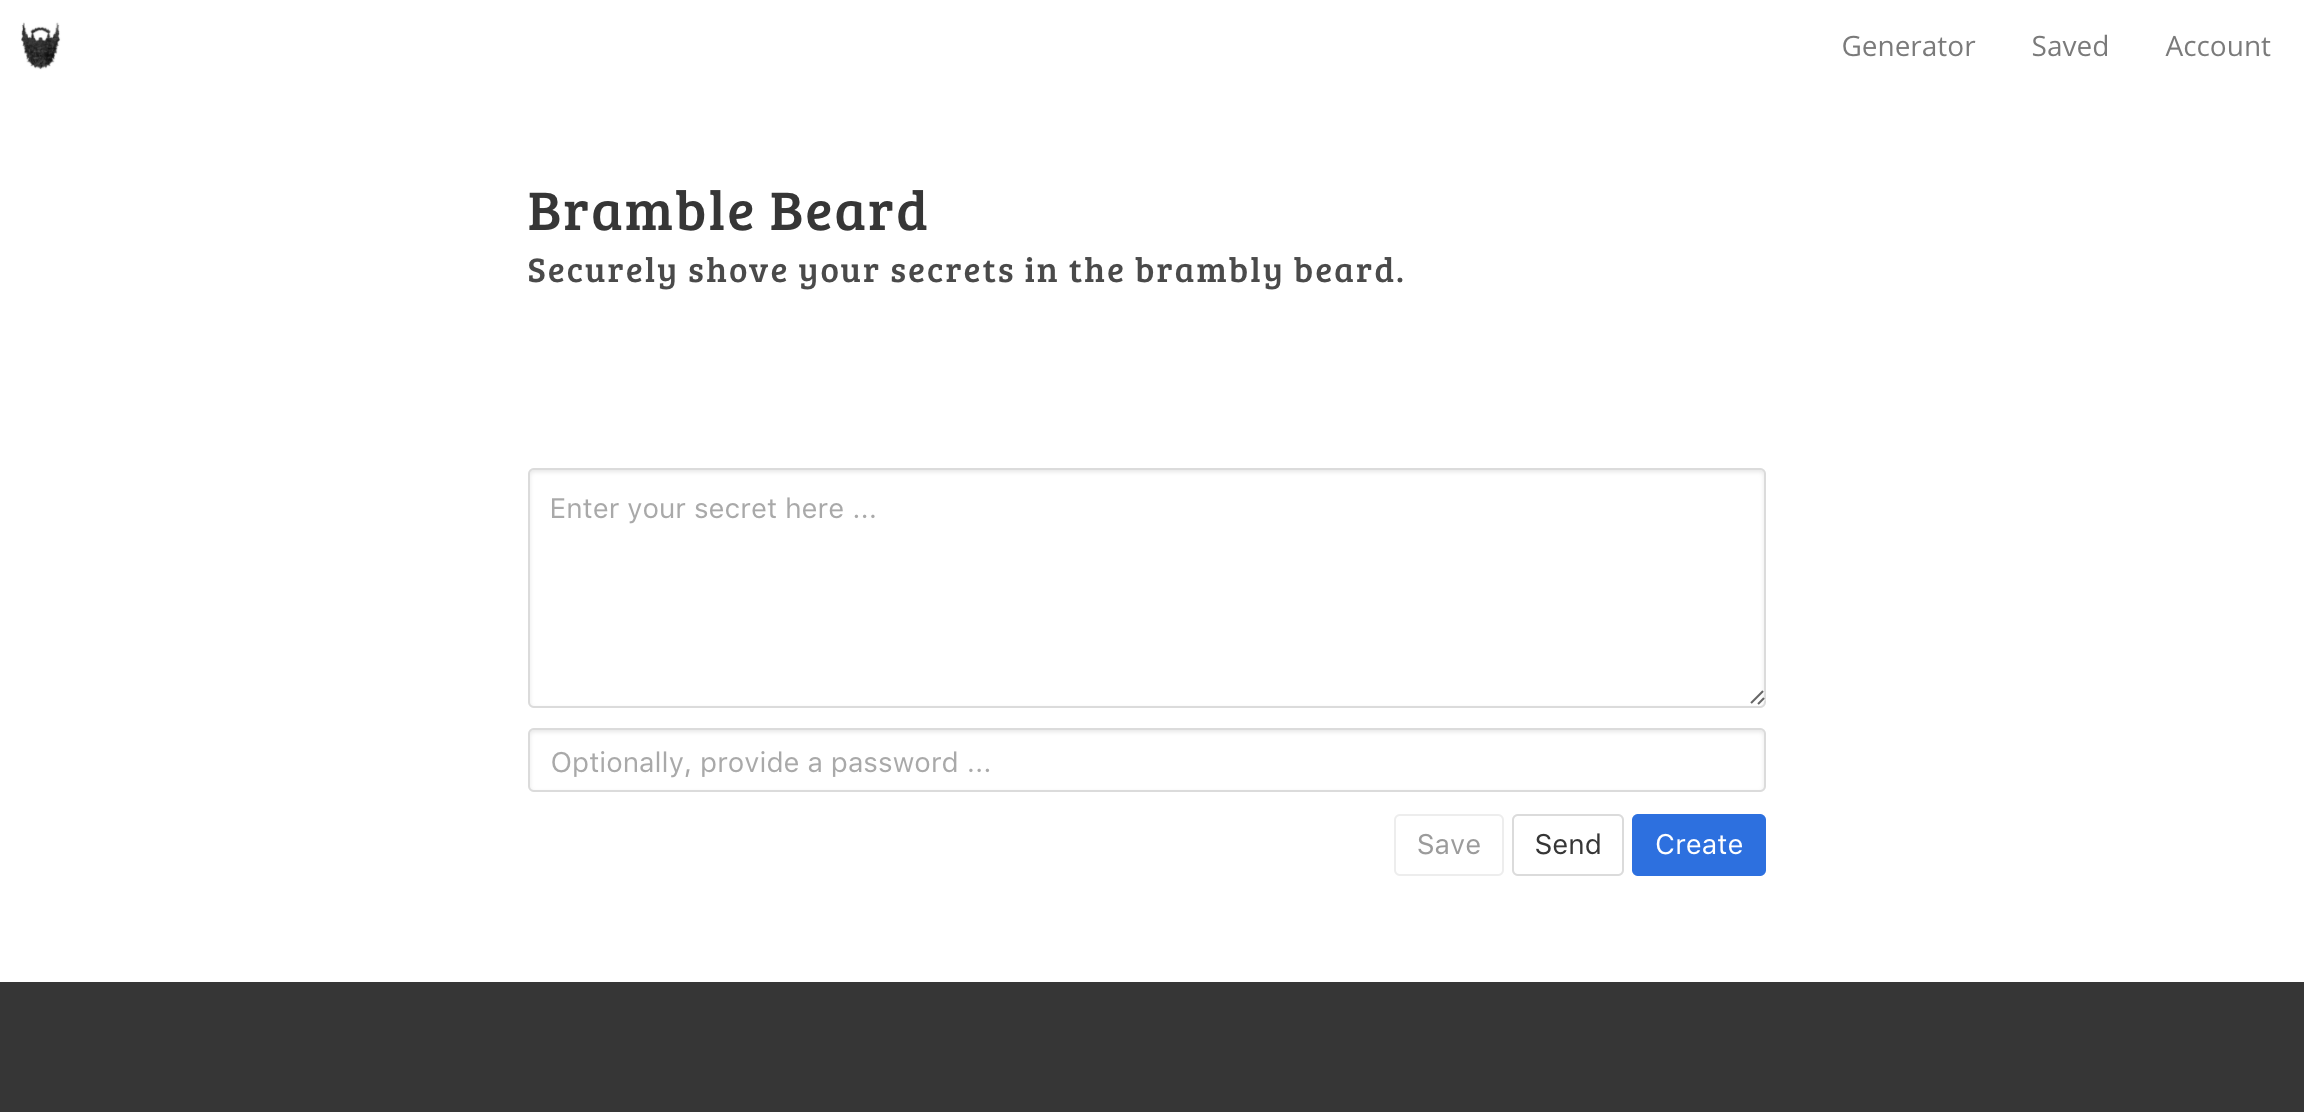 Generator Saved Account
Bramble Beard
Securely shove your secrets in the brambly beard.
Enter your secret here ...
Optionally, provide a password ...
Save Send Create